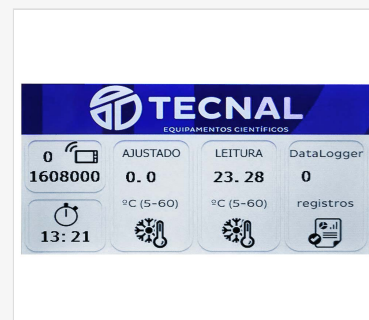 TECNAL
EQUIPAMENTOS CIENTÍFICOS
0
1608000
13:21
AJUSTADO
0.0
ºC (5-60)
LEITURA
23.28
ºC (5-60)
DataLogger
0
registros